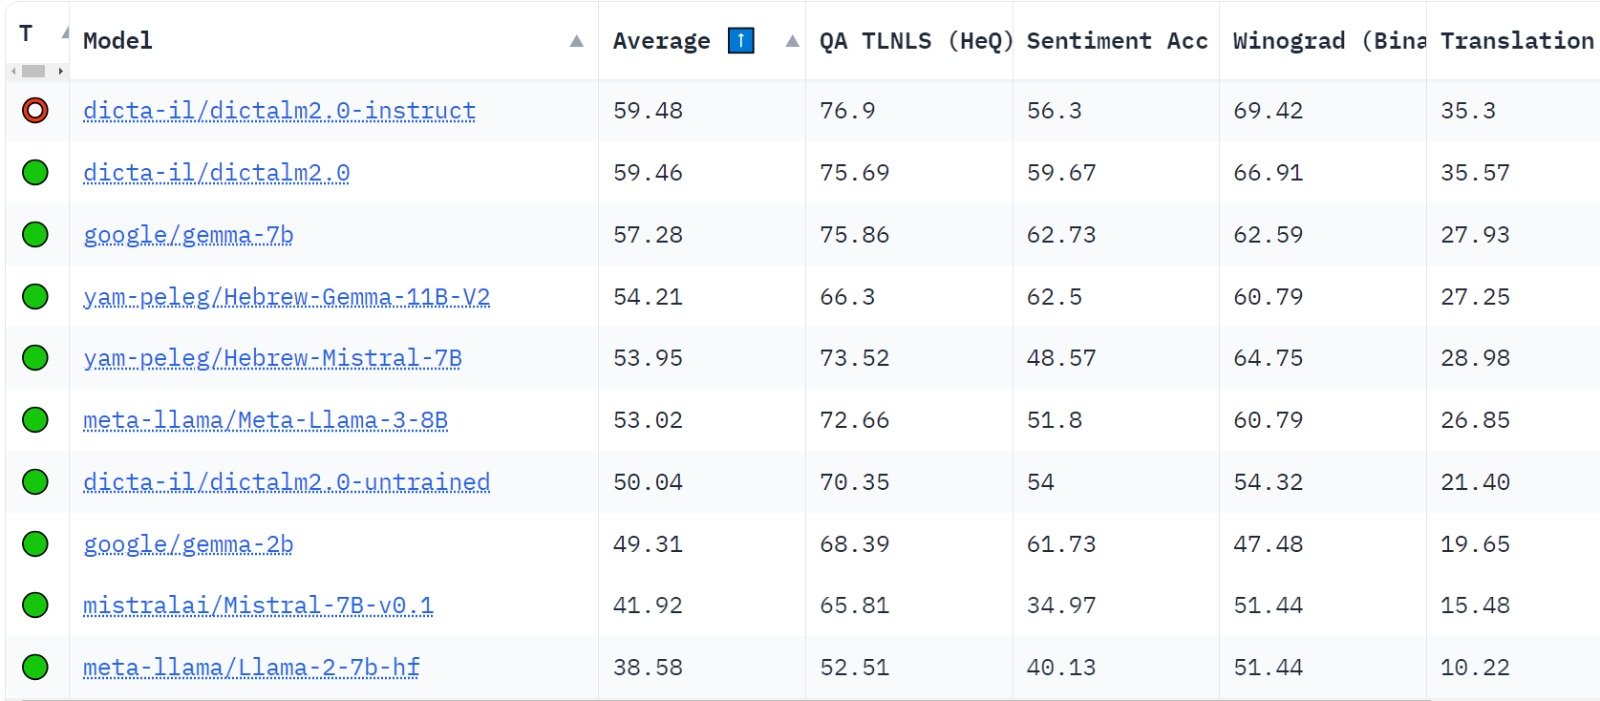 T Model Average ↑ QA TLNLS (HeQ) Sentiment Acc Winograd (Bina Translation
dicta-il/dictalm2.0-instruct 59.48 76.9 56.3 69.42 35.3
dicta-il/dictalm2.0 59.46 75.69 59.67 66.91 35.57
google/gemma-7b 57.28 75.86 62.73 62.59 27.93
yam-peleg/Hebrew-Gemma-11B-V2 54.21 66.3 62.5 60.79 27.25
yam-peleg/Hebrew-Mistral-7B 53.95 73.52 48.57 64.75 28.98
meta-llama/Meta-Llama-3-8B 53.02 72.66 51.8 60.79 26.85
dicta-il/dictalm2.0-untrained 50.04 70.35 54 54.32 21.40
google/gemma-2b 49.31 68.39 61.73 47.48 19.65
mistralai/Mistral-7B-v0.1 41.92 65.81 34.97 51.44 15.48
meta-llama/Llama-2-7b-hf 38.58 52.51 40.13 51.44 10.22